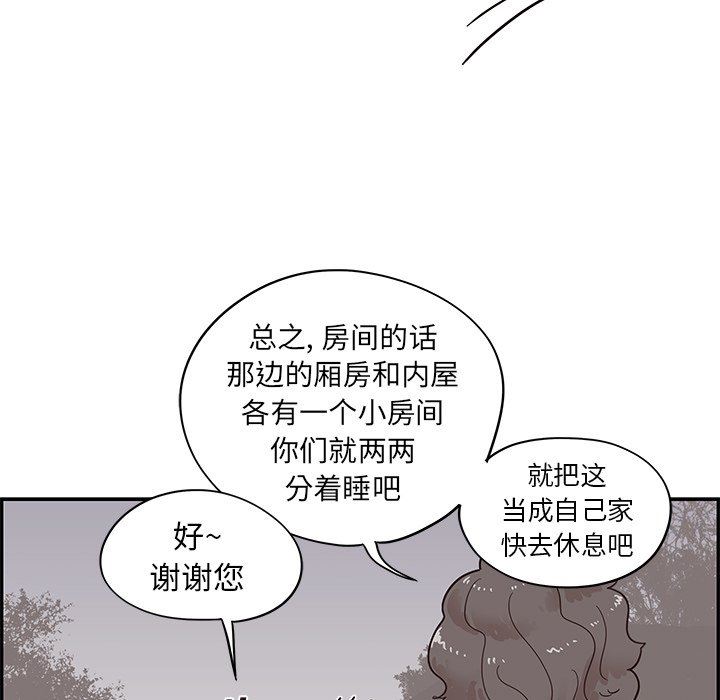 总之, 房间的话
那边的厢房和内屋
各有一个小房间
你们就两两
分着睡吧
就把这
当成自己家
快去休息吧
好~
谢谢您